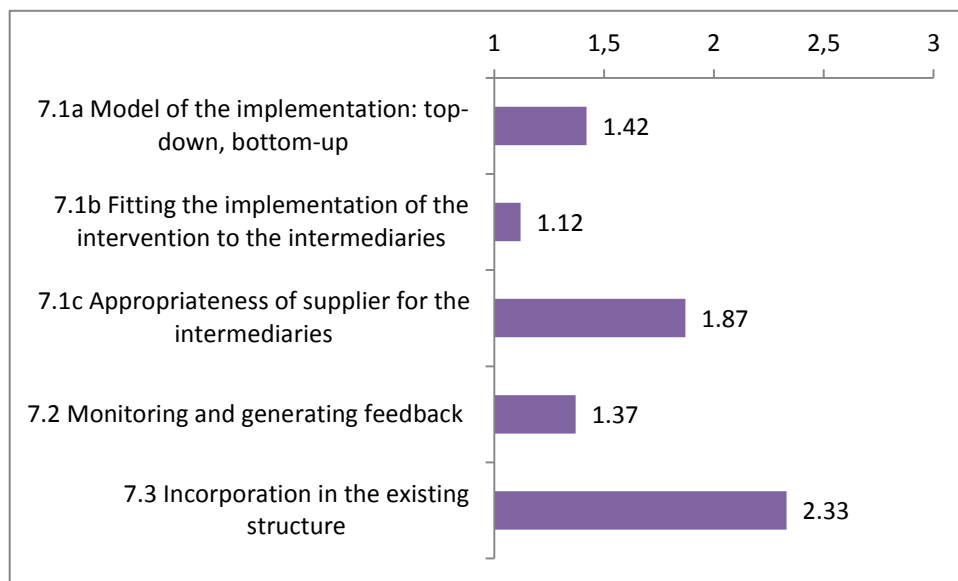 1 1,5 2 2,5 3
7.1a Model of the implementation: top-
down, bottom-up
1.42
7.1b Fitting the implementation of the
intervention to the intermediaries
1.12
7.1c Appropriateness of supplier for the
intermediaries
1.87
7.2 Monitoring and generating feedback
1.37
7.3 Incorporation in the existing
structure
2.33